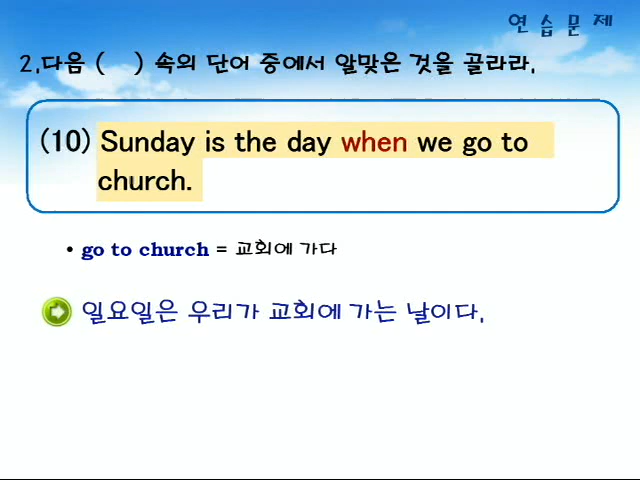 연 습 문 제
2.다음 (    ) 속의 단어 중에서 알맞은 것을 골라라.
(10) Sunday is the day when we go to
church.
• go to church = 교회에 가다
일요일은 우리가 교회에 가는 날이다.